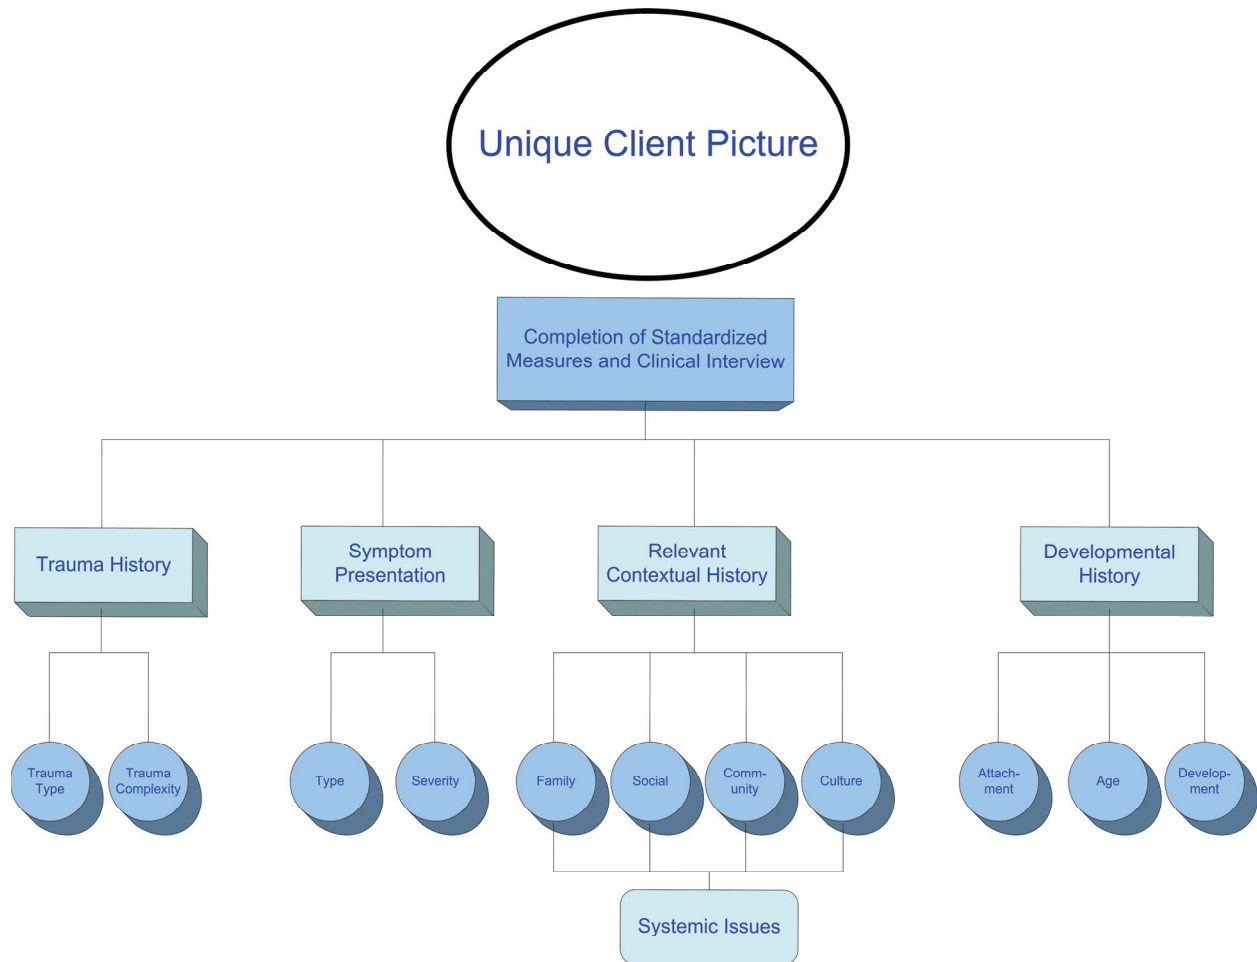 Unique Client Picture
Completion of Standardized
Measures and Clinical Interview
Trauma History
Symptom
Presentation
Relevant
Contextual History
Developmental
History
Trauma
Type
Trauma
Complexity
Type
Severity
Family
Social
Comm-
unity
Culture
Attach-
ment
Age
Develop-
ment
Systemic Issues